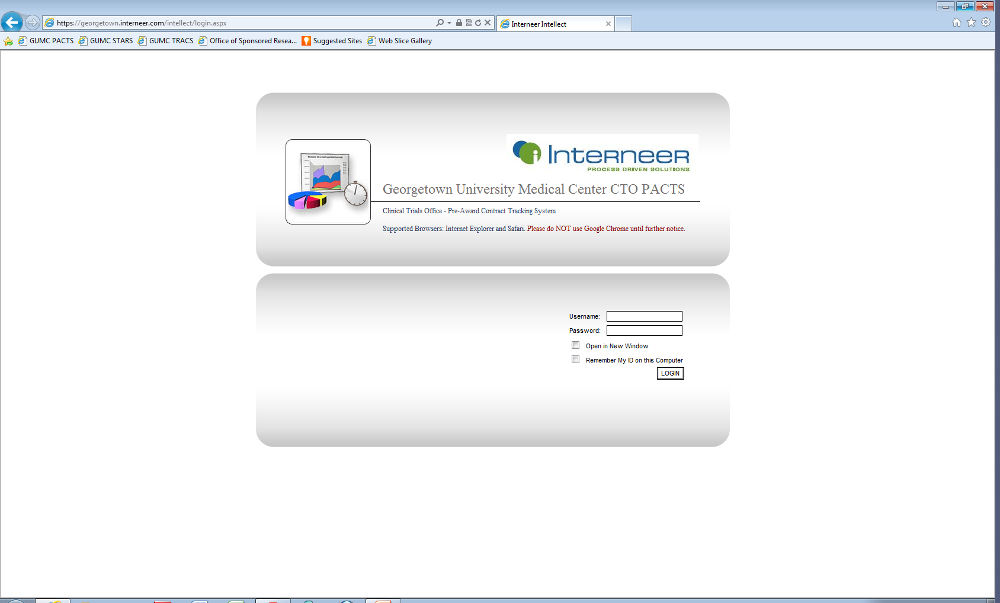 https://georgetown.interneer.com/intellect/login.aspx
Interneer Intellect
GUMC PACTS
GUMC STARS
GUMC TRACS
Office of Sponsored Resea...
Suggested Sites
Web Slice Gallery
INTERNEER
PROCESS DRIVEN SOLUTIONS
Georgetown University Medical Center CTO PACTS
Clinical Trials Office - Pre-Award Contract Tracking System
Supported Browsers: Internet Explorer and Safari. Please do NOT use Google Chrome until further notice.
Username:
Password:
Open in New Window
Remember My ID on this Computer
LOGIN